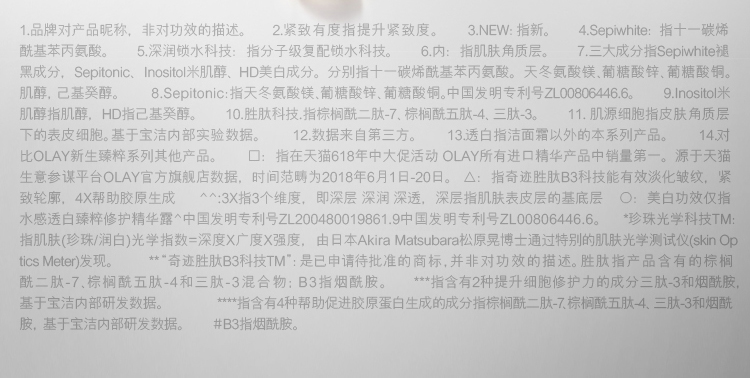 1.品牌对产品昵称，非对功效的描述。 2.紧致有度指提升紧致度。 3.NEW: 指新。 4.Sepiwhite: 指十一碳烯
酰基苯丙氨酸。 5.深润锁水科技: 指分子级复配锁水科技。 6.内: 指肌肤角质层。 7.三大成分指Sepiwhite褪
黑成分，Sepitonic、Inositol米肌醇、HD美白成分。分别指十一碳烯酰基苯丙氨酸。天冬氨酸镁、葡糖酸锌、葡糖酸铜。
肌醇，己基癸醇。 8.Sepitonic:指天冬氨酸镁、葡糖酸锌、葡糖酸铜。中国发明专利号ZL00806446.6。 9.Inositol米
肌醇指肌醇，HD指己基癸醇。 10.胜肽科技.指棕榈酰二肽-7、棕榈酰五肽-4、三肽-3。 11. 肌源细胞指皮肤角质层
下的表皮细胞。基于宝洁内部实验数据。 12.数据来自第三方。 13.透白指洁面霜以外的本系列产品。 14.对
比OLAY新生臻粹系列其他产品。 □: 指在天猫618年中大促活动 OLAY所有进口精华产品中销量第一。源于天猫
生意参谋平台OLAY官方旗舰店数据，时间范畴为2018年6月1日-20日。 △: 指奇迹胜肽B3科技能有效淡化皱纹，紧
致轮廓，4X帮助胶原生成 ^^:3X指3个维度，即深层 深润 深透，深层指肌肤表皮层的基底层 ○: 美白功效仅指
水感透白臻粹修护精华露^中国发明专利号ZL200480019861.9中国发明专利号ZL00806446.6。 *珍珠光学科技TM:
指肌肤(珍珠/润白)光学指数=深度X广度X强度，由日本Akira Matsubara松原晃博士通过特别的肌肤光学测试仪(skin Op
tics Meter)发现。 **“奇迹胜肽B3科技TM”: 是已申请待批准的商标，并非对功效的描述。胜肽指产品含有的棕榈
酰二肽-7、棕榈酰五肽-4和三肽-3混合物; B3指烟酰胺。 ***指含有2种提升细胞修护力的成分三肽-3和烟酰胺，
基于宝洁内部研发数据。 ****指含有4种帮助促进胶原蛋白生成的成分指棕榈酰二肽-7、棕榈酰五肽-4、三肽-3和烟酰
胺，基于宝洁内部研发数据。 #B3指烟酰胺。